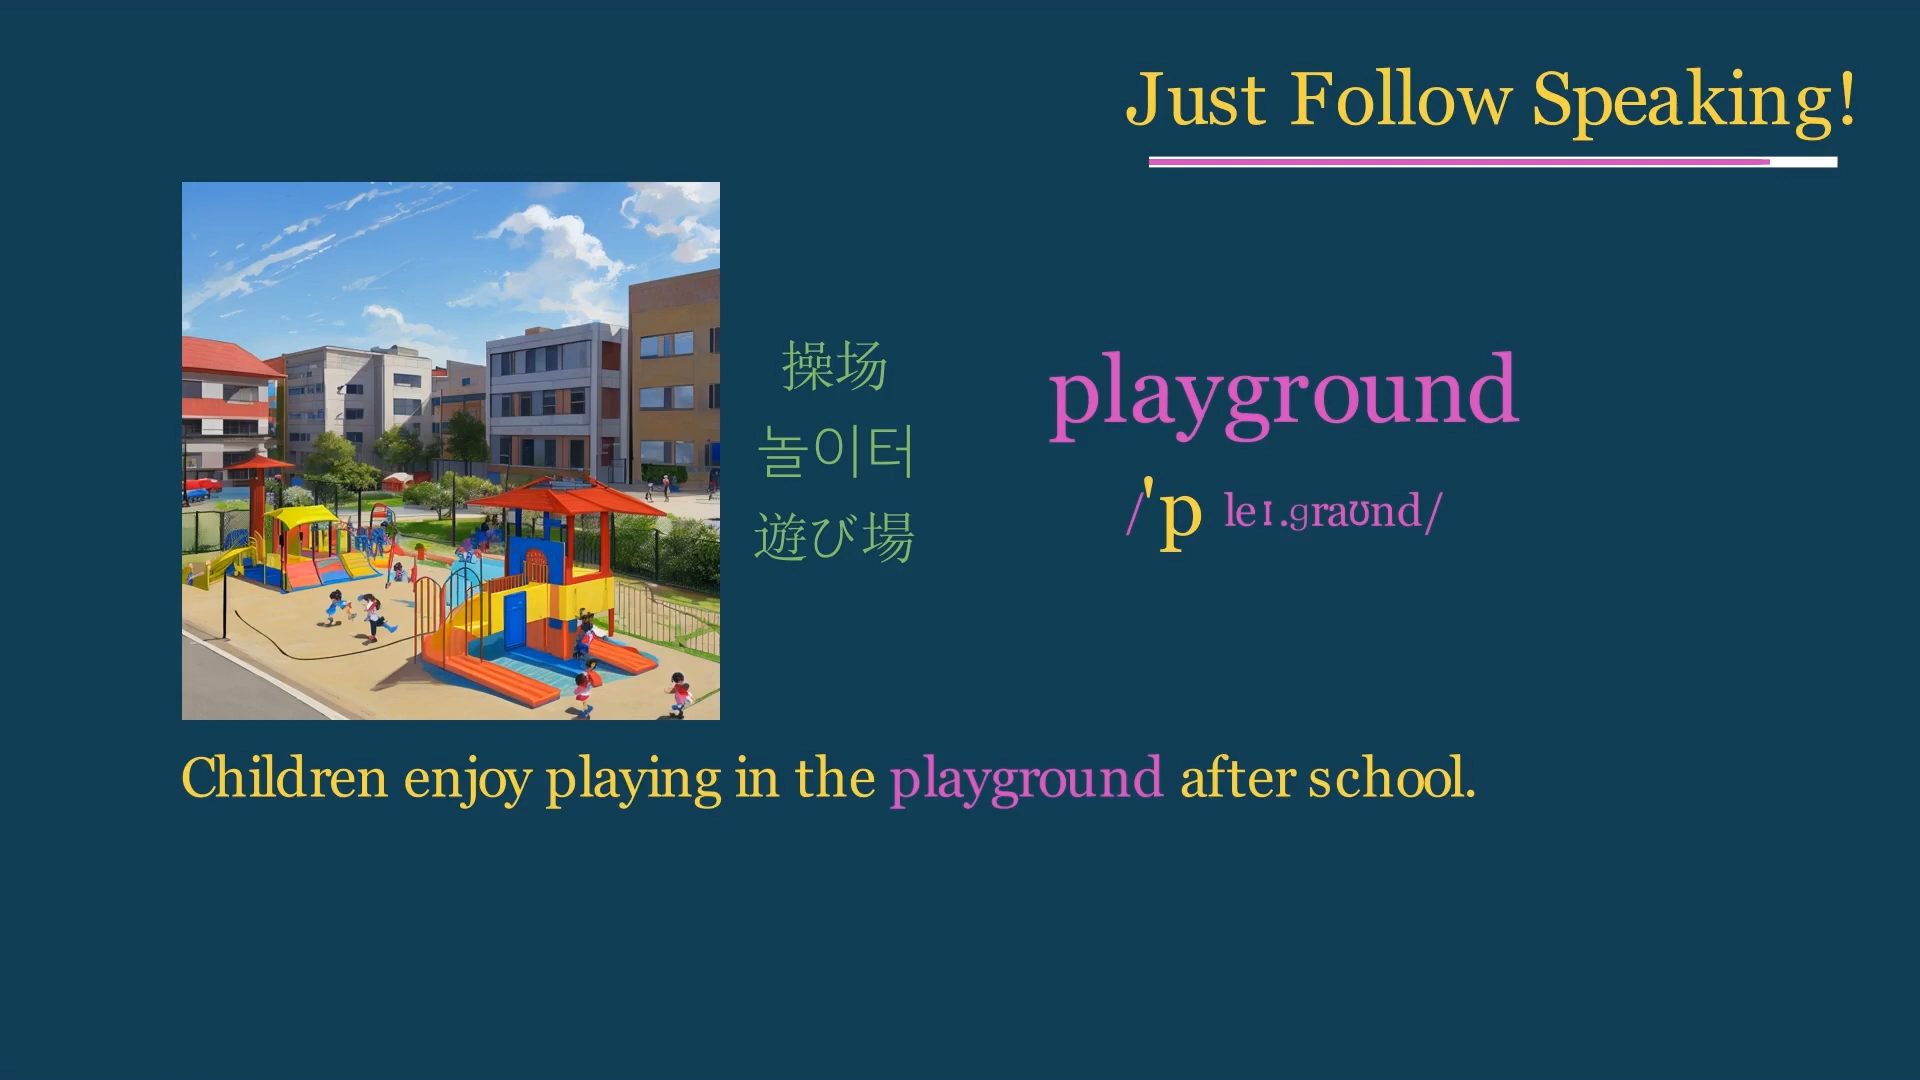 Just Follow Speaking!
操场
놀이터
遊び場
playground
/ˈpleɪ.graʊnd/
Children enjoy playing in the playground after school.